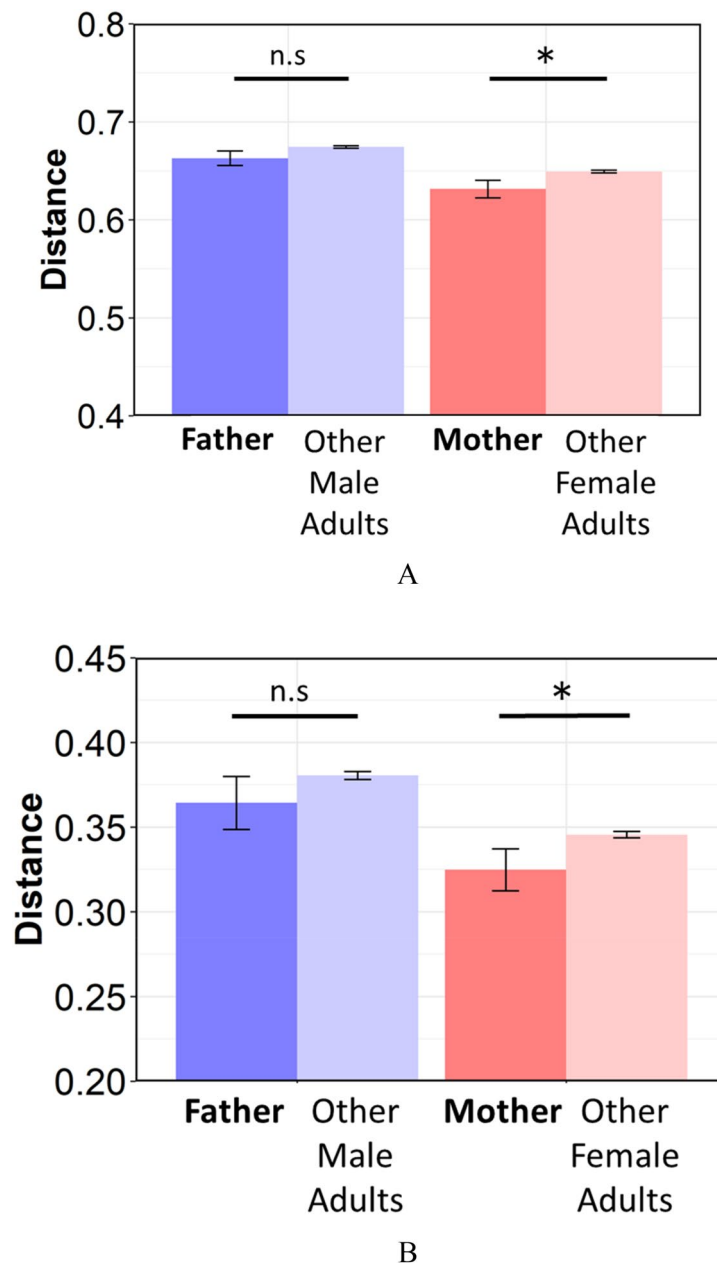 0.8
n.s
*
0.7
0.6
0.5
0.4
Distance
Father Other Mother Other
Male Female
Adults Adults
A
0.45
n.s
*
0.40
0.35
0.30
0.25
0.20
Distance
Father Other Mother Other
Male Female
Adults Adults
B